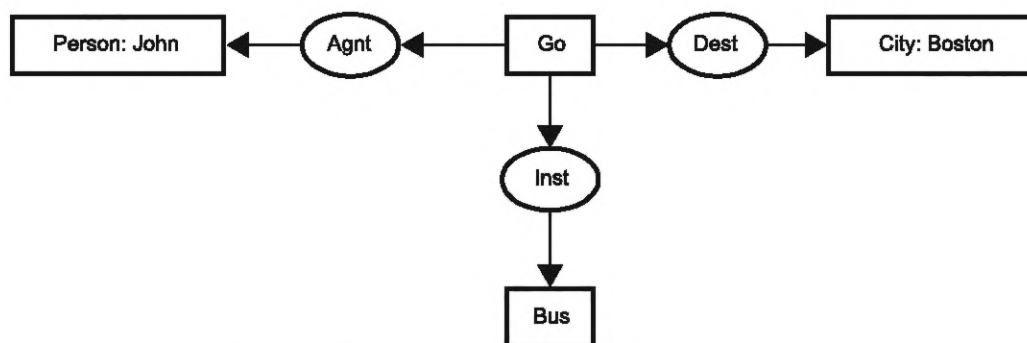 Person: John
Agnt
Go
Dest
City: Boston
Inst
Bus